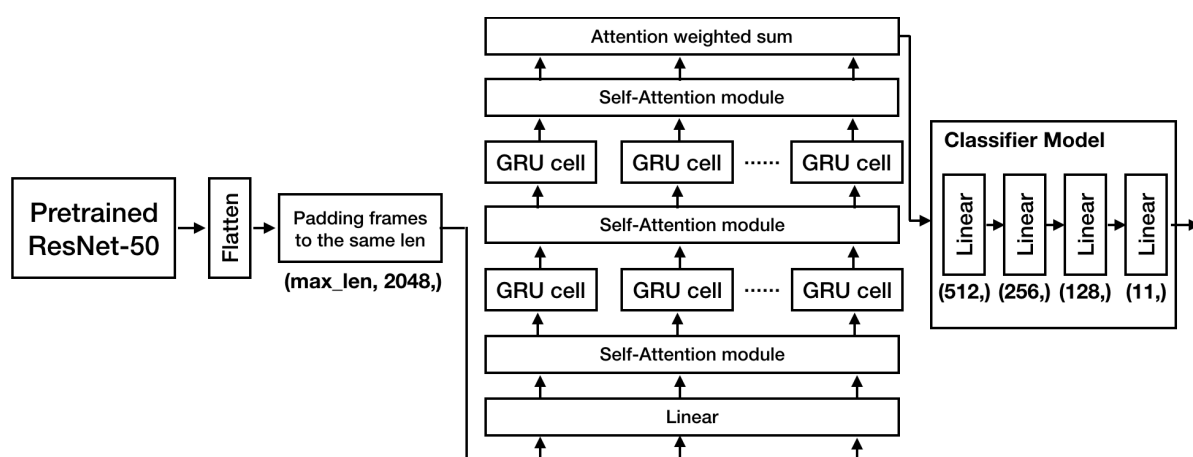 Pretrained
ResNet-50
Flatten
Padding frames
to the same len
(max_len, 2048,)
Attention weighted sum
Self-Attention module
GRU cell GRU cell ...... GRU cell
Self-Attention module
GRU cell GRU cell ...... GRU cell
Self-Attention module
Linear
Classifier Model
Linear Linear Linear Linear
(512,) (256,) (128,) (11,)